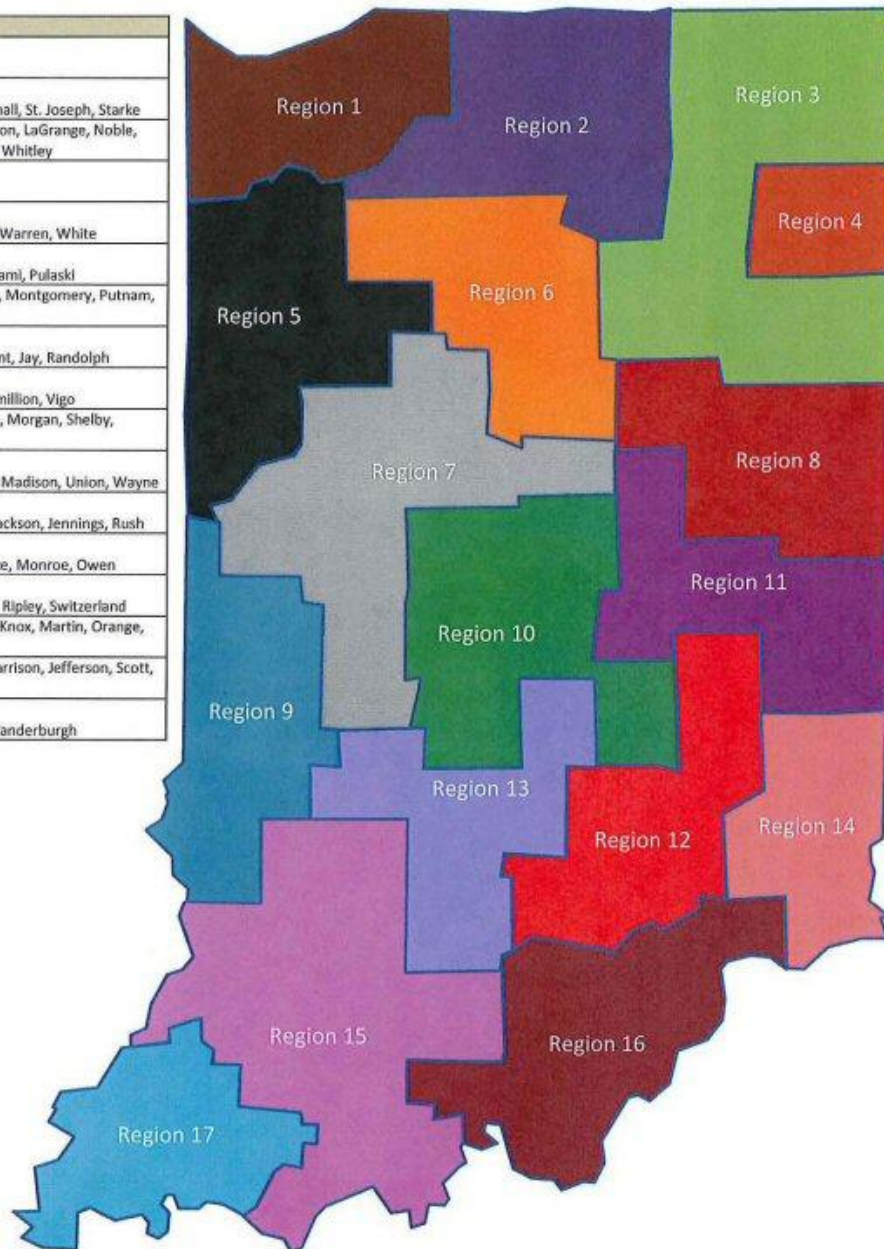 all, St. Joseph, Starke
on, LaGrange, Noble,
Whitley
Warren, White
ami, Pulaski
, Montgomery, Putnam,
nt, Jay, Randolph
million, Vigo
, Morgan, Shelby,
Madison, Union, Wayne
ackson, Jennings, Rush
e, Monroe, Owen
Ripley, Switzerland
Knox, Martin, Orange,
arrison, Jefferson, Scott,
anderburgh
Region 1
Region 2
Region 3
Region 4
Region 5
Region 6
Region 7
Region 8
Region 9
Region 10
Region 11
Region 12
Region 13
Region 14
Region 15
Region 16
Region 17